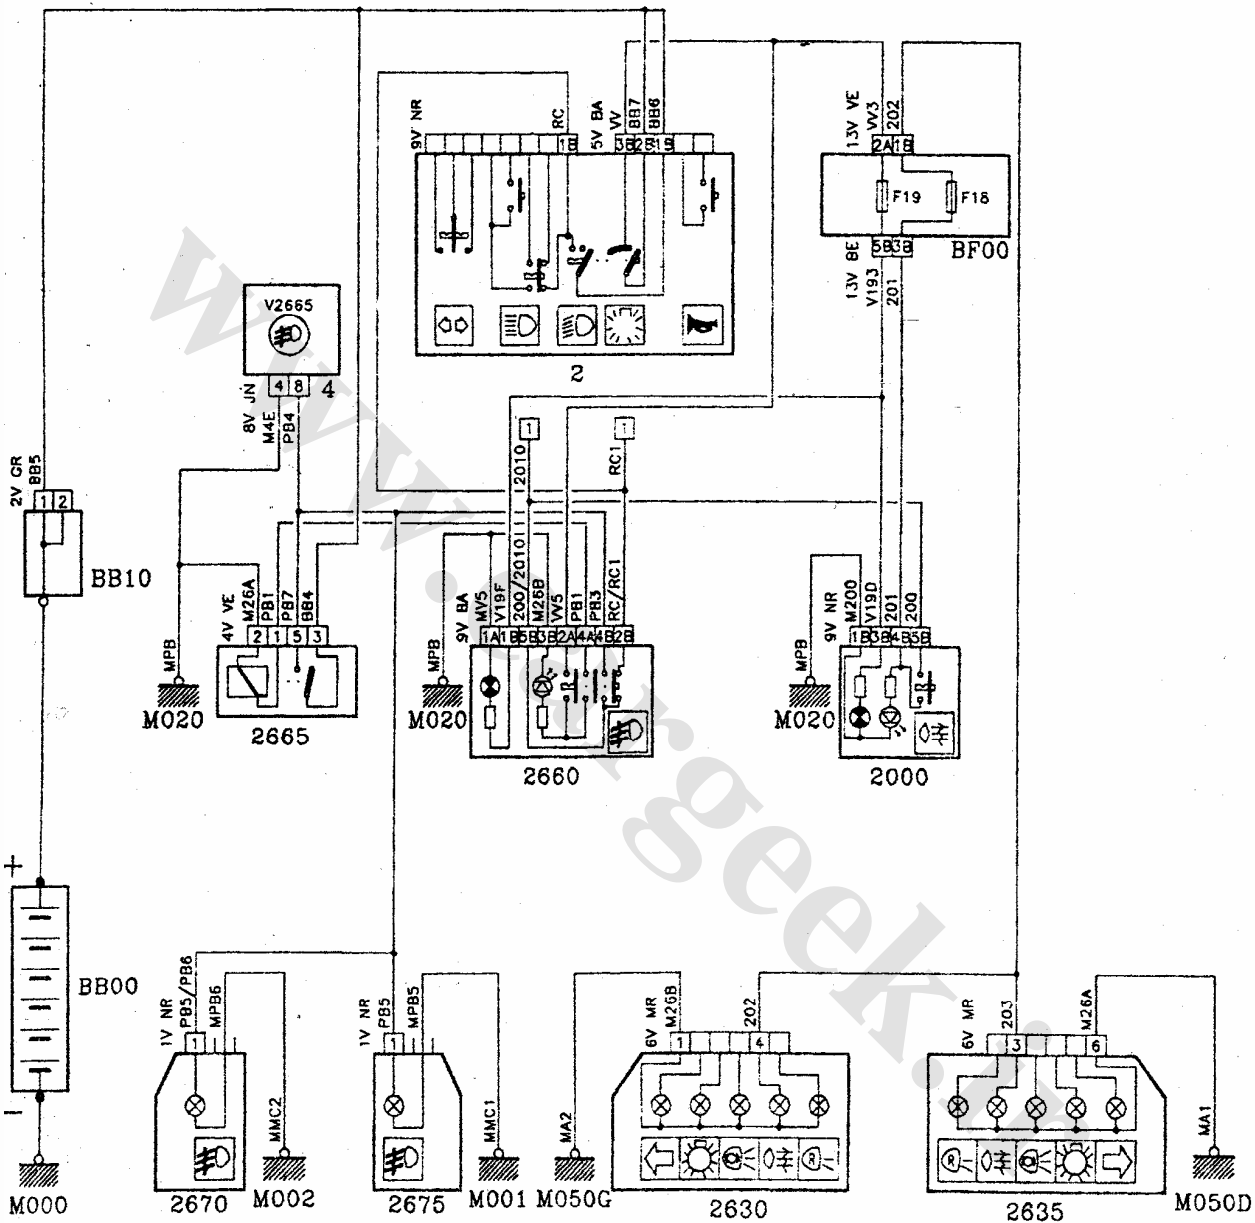 9V NR
RC
5V BA
VV
BB7
BB6
13V VE
VV3
202
1B
3B 2B 1B
2A 1B
F19
F18
5B 3B
BF00
13V BE
V193
201
R
R
R
2
V2665
4 8
4
8V JN
M4E
PB4
1
1
2010
RC1
2V GR
BB5
1 2
BB10
4V VE
M26A
PB1
PB7
BB4
2 1 5 3
MPB
M020
2665
9V BA
MV5
V19F
200/2010
M26B
VV5
PB1
PB3
RC/RC1
1A 1B 5B 3B 2A 4A 4B 2B
R
MPB
M020
2660
9V NR
M200
V19D
201
200
1B 3B 4B 5B
R
MPB
M020
2000
+
BB00
-
M000
1V NR
PB5/PB6
MPB6
1
MMC2
2670
M002
1V NR
PB5
MPB5
1
MMC1
2675
M001
MA2
M050G
6V MR
M26B
202
1 4
R
2630
6V MR
203
M26A
3 6
R
2635
MA1
M050D
www.cargeek.in